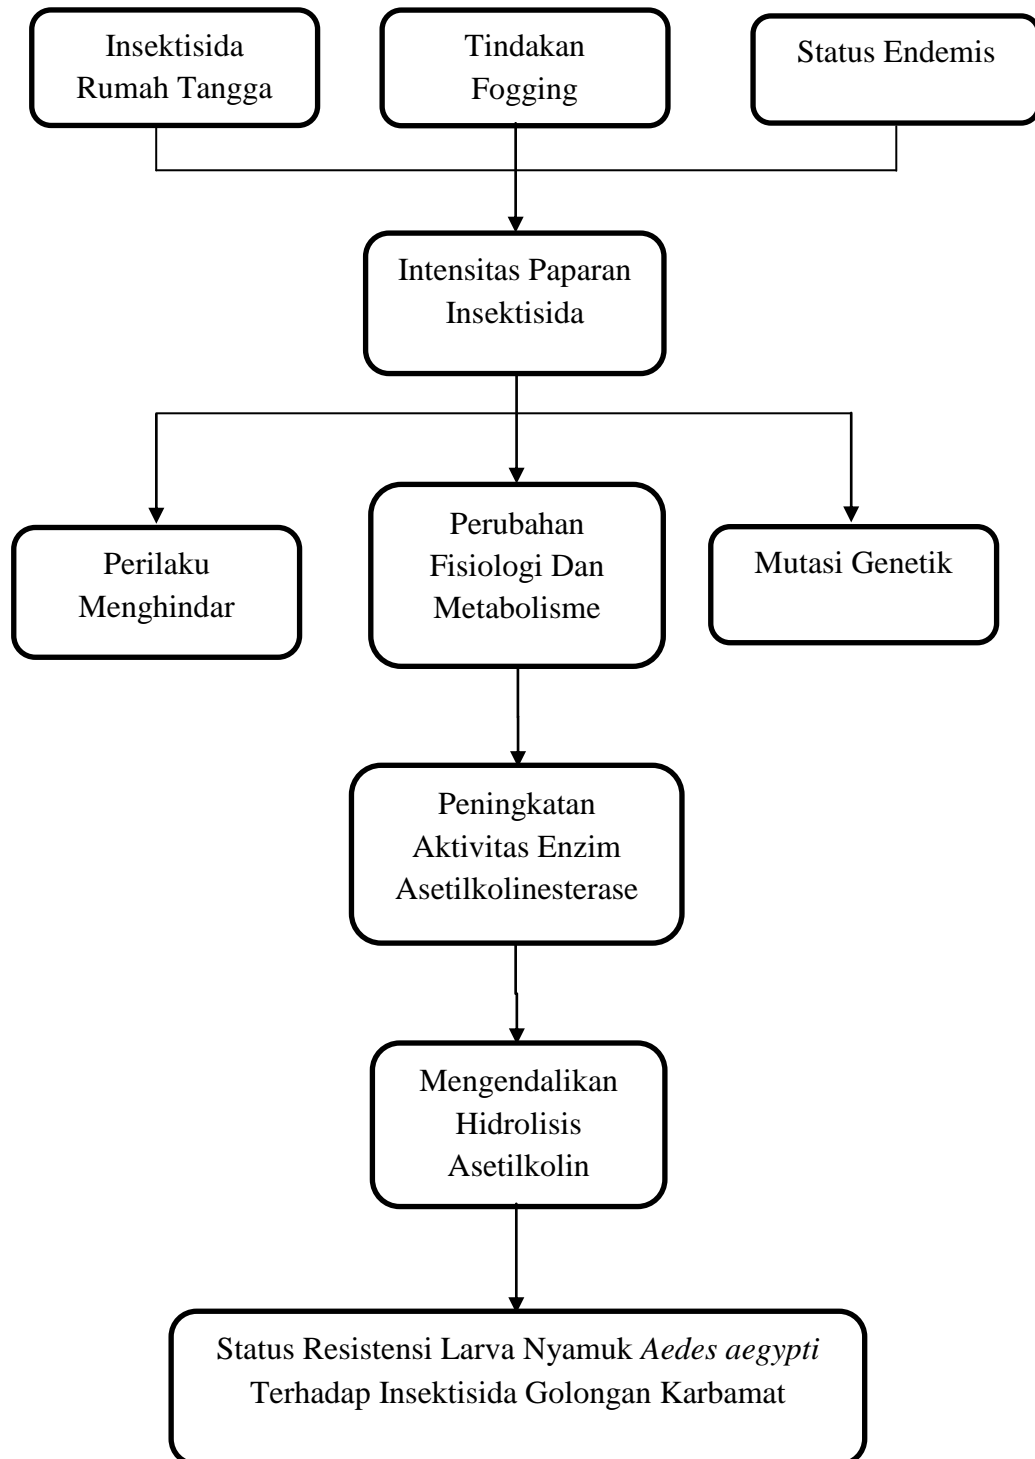 Insektisida
Rumah Tangga
Tindakan
Fogging
Status Endemis
Intensitas Paparan
Insektisida
Perilaku
Menghindar
Perubahan
Fisiologi Dan
Metabolisme
Mutasi Genetik
Peningkatan
Aktivitas Enzim
Asetilkolinesterase
Mengendalikan
Hidrolisis
Asetilkolin
Status Resistensi Larva Nyamuk Aedes aegypti
Terhadap Insektisida Golongan Karbamat